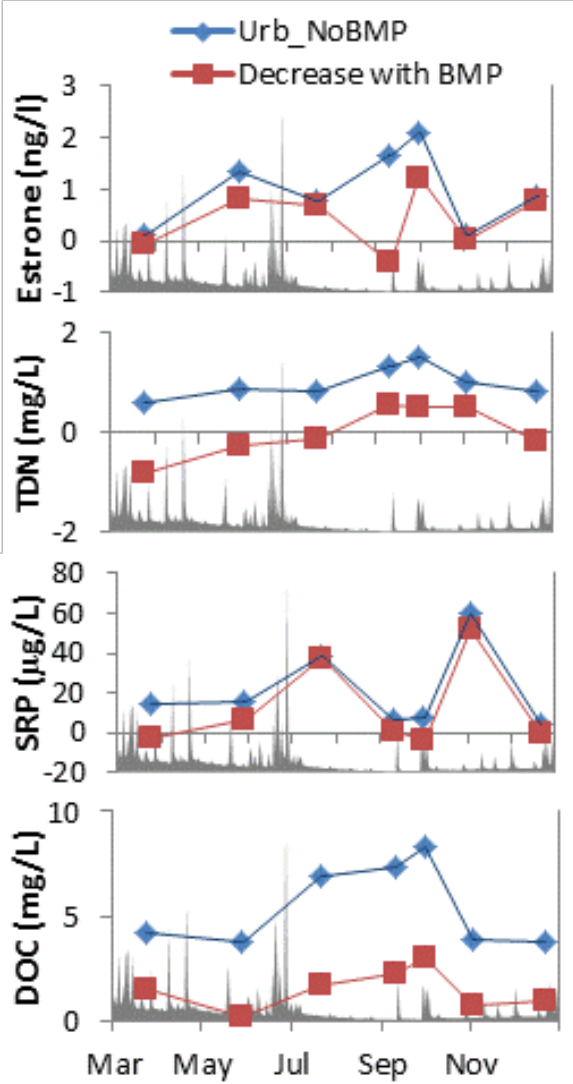 Urb_NoBMP
Decrease with BMP
Estrone (ng/l)
3
2
1
0
-1
TDN (mg/L)
2
0
-2
SRP (µg/L)
80
60
40
20
0
-20
DOC (mg/L)
10
5
0
Mar May Jul Sep Nov